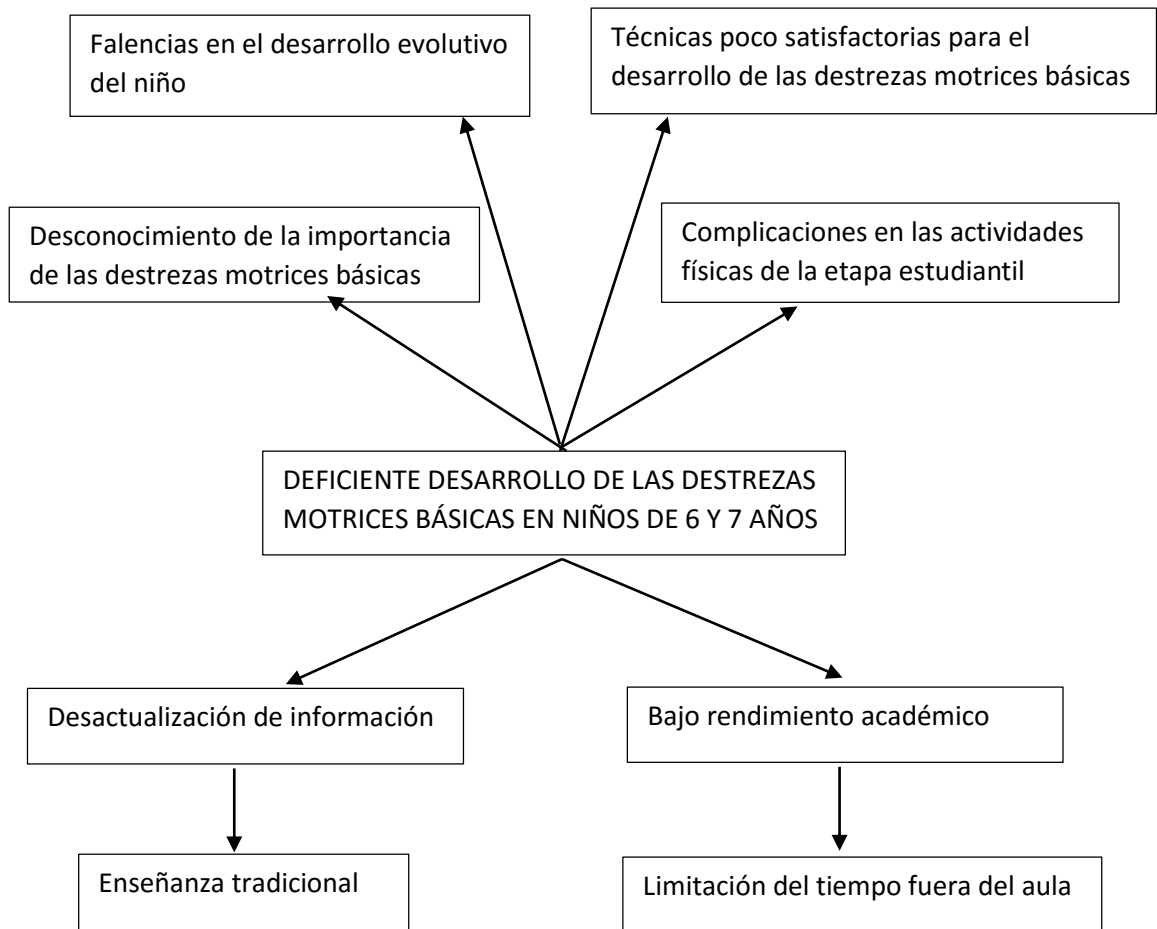 Falencias en el desarrollo evolutivo
del niño
Técnicas poco satisfactorias para el
desarrollo de las destrezas motrices básicas
Desconocimiento de la importancia
de las destrezas motrices básicas
Complicaciones en las actividades
físicas de la etapa estudiantil
DEFICIENTE DESARROLLO DE LAS DESTREZAS
MOTRICES BÁSICAS EN NIÑOS DE 6 Y 7 AÑOS
Desactualización de información
Bajo rendimiento académico
Enseñanza tradicional
Limitación del tiempo fuera del aula